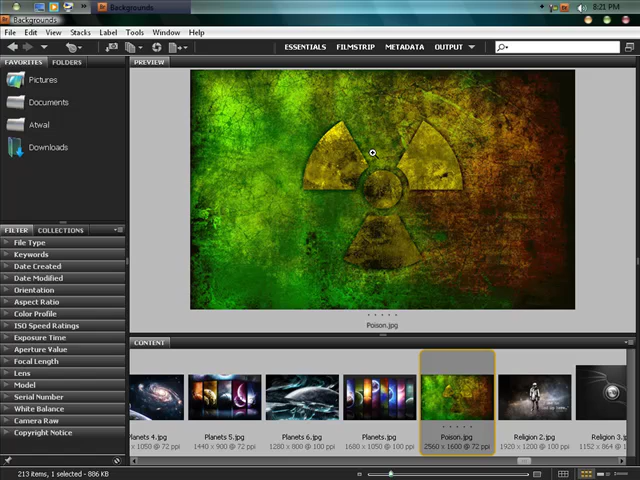 Br Backgrounds
8:21 PM
Br Backgrounds
File Edit View Stacks Label Tools Window Help
ESSENTIALS FILMSTRIP METADATA OUTPUT
FAVORITES FOLDERS
PREVIEW
Pictures
Documents
Atwal
Downloads
Poison.jpg
FILTER COLLECTIONS
File Type
Keywords
Date Created
Date Modified
Orientation
Aspect Ratio
Color Profile
ISO Speed Ratings
Exposure Time
Aperture Value
Focal Length
Lens
Model
Serial Number
White Balance
Camera Raw
Copyright Notice
CONTENT
Planets 4.jpg Planets 5.jpg Planets 6.jpg Planets.jpg Poison.jpg Religion 2.jpg Religion 3.j
x 1050 @ 72 ppi 1440 x 900 @ 72 ppi 1280 x 800 @ 100 ppi 1680 x 1050 @ 100 ppi 2560 x 1600 @ 72 ppi 1920 x 1200 @ 100 ppi 1152 x 864 @ 10
213 items, 1 selected - 886 KB